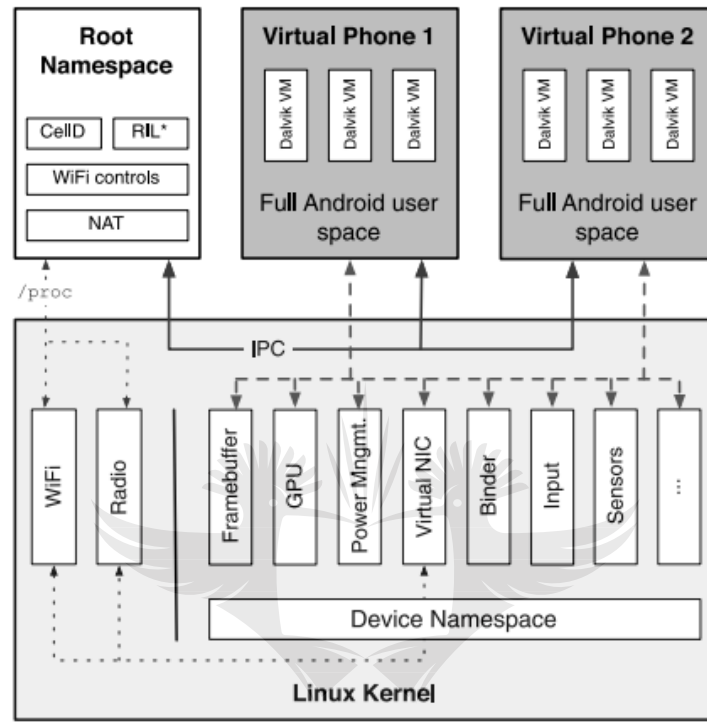 Root
Namespace
CellID
RIL*
WiFi controls
NAT
Virtual Phone 1
Dalvik VM
Dalvik VM
Dalvik VM
Full Android user
space
Virtual Phone 2
Dalvik VM
Dalvik VM
Dalvik VM
Full Android user
space
/proc
IPC
WiFi
Radio
Framebuffer
GPU
Power Mngmt.
Virtual NIC
Binder
Input
Sensors
...
Device Namespace
Linux Kernel